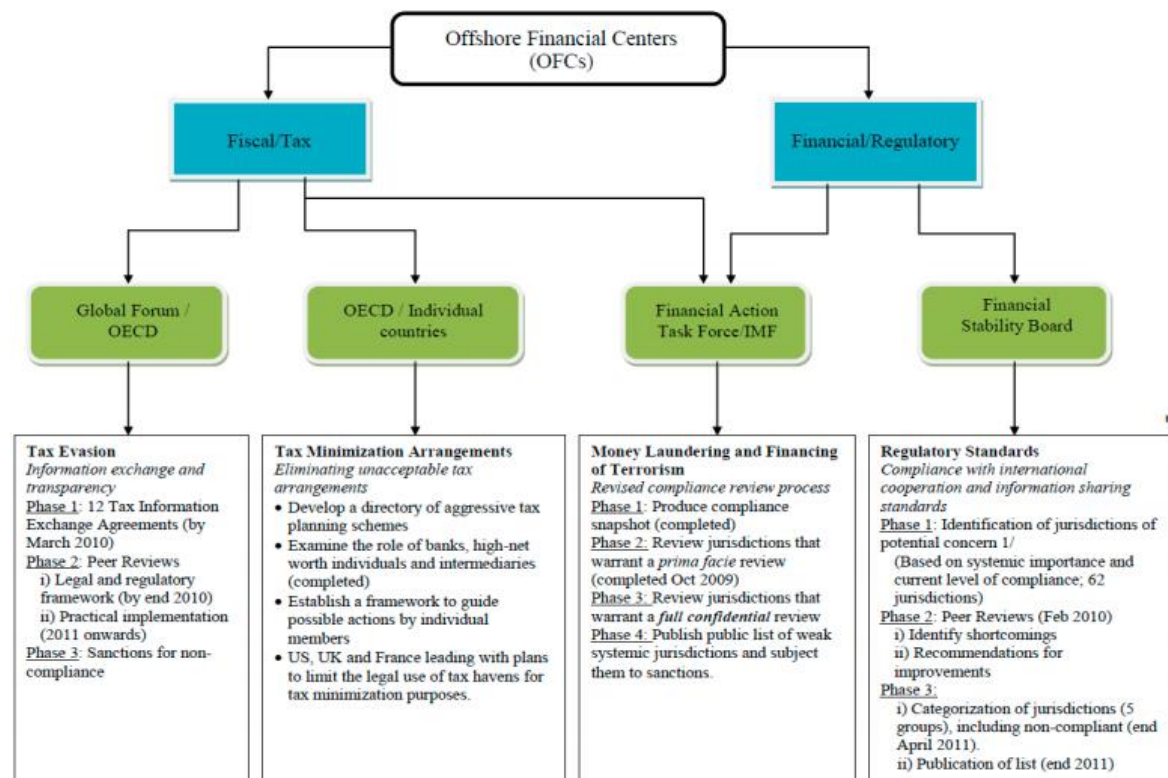 Offshore Financial Centers
(OFCs)
Fiscal/Tax
Financial/Regulatory
Global Forum /
OECD
OECD / Individual
countries
Financial Action
Task Force/IMF
Financial
Stability Board
Tax Evasion
Information exchange and
transparency
Phase 1: 12 Tax Information
Exchange Agreements (by
March 2010)
Phase 2: Peer Reviews
i) Legal and regulatory
framework (by end 2010)
ii) Practical implementation
(2011 onwards)
Phase 3: Sanctions for non-
compliance
Tax Minimization Arrangements
Eliminating unacceptable tax
arrangements
• Develop a directory of aggressive tax
planning schemes
• Examine the role of banks, high-net
worth individuals and intermediaries
(completed)
• Establish a framework to guide
possible actions by individual
members
• US, UK and France leading with plans
to limit the legal use of tax havens for
tax minimization purposes.
Money Laundering and Financing
of Terrorism
Revised compliance review process
Phase 1: Produce compliance
snapshot (completed)
Phase 2: Review jurisdictions that
warrant a prima facie review
(completed Oct 2009)
Phase 3: Review jurisdictions that
warrant a full confidential review
Phase 4: Publish public list of weak
systemic jurisdictions and subject
them to sanctions.
Regulatory Standards
Compliance with international
cooperation and information sharing
standards
Phase 1: Identification of jurisdictions of
potential concern 1/
(Based on systemic importance and
current level of compliance; 62
jurisdictions)
Phase 2: Peer Reviews (Feb 2010)
i) Identify shortcomings
ii) Recommendations for
improvements
Phase 3:
i) Categorization of jurisdictions (5
groups), including non-compliant (end
April 2011).
ii) Publication of list (end 2011)